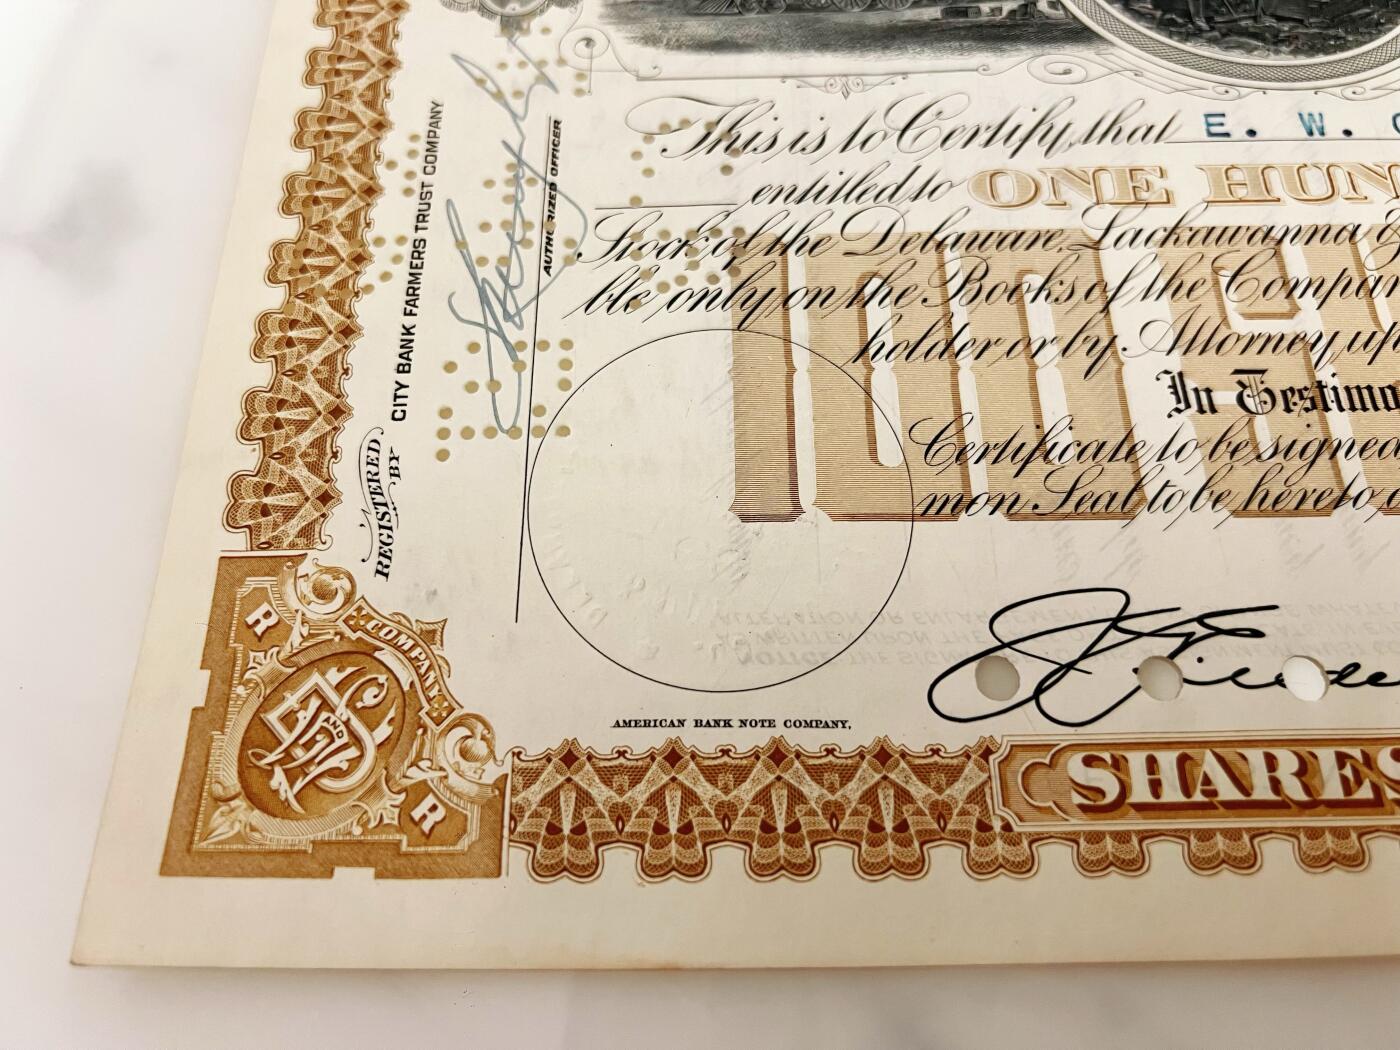 This is to Certify, that E. W.
entitled to ONE HUN
Stock of the Delaware, Lackawanna &
ble only on the Books of the Compan
holder or by Attorney up
In Testimo
Certificate to be signed
mon Seal, to be hereto a
100
REGISTERED
BY
CITY BANK FARMERS TRUST COMPANY
AUTHORIZED OFFICER
AMERICAN BANK NOTE COMPANY,
R
COMPANY
AND
R
SHARES